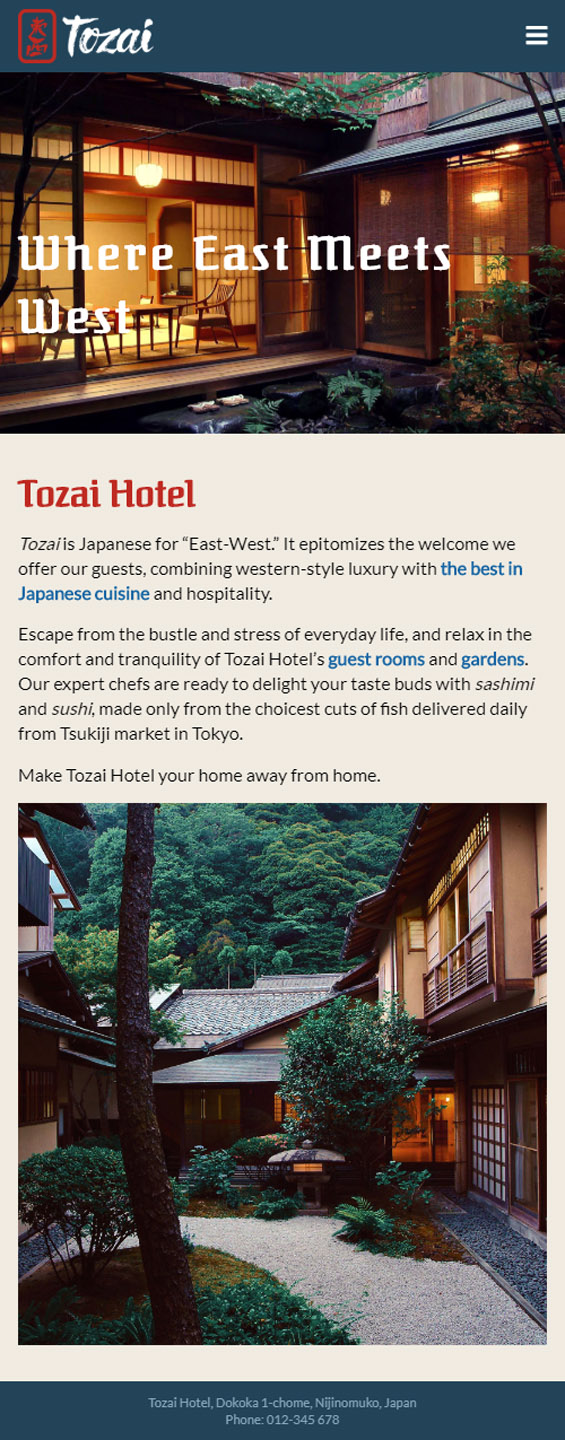 東西 Tozai
Where East Meets
West
Tozai Hotel
Tozai is Japanese for “East-West.” It epitomizes the welcome we
offer our guests, combining western-style luxury with the best in
Japanese cuisine and hospitality.
Escape from the bustle and stress of everyday life, and relax in the
comfort and tranquility of Tozai Hotel’s guest rooms and gardens.
Our expert chefs are ready to delight your taste buds with sashimi
and sushi, made only from the choicest cuts of fish delivered daily
from Tsukiji market in Tokyo.
Make Tozai Hotel your home away from home.
Tozai Hotel, Dokoka 1-chome, Nijinomuko, Japan
Phone: 012-345 678